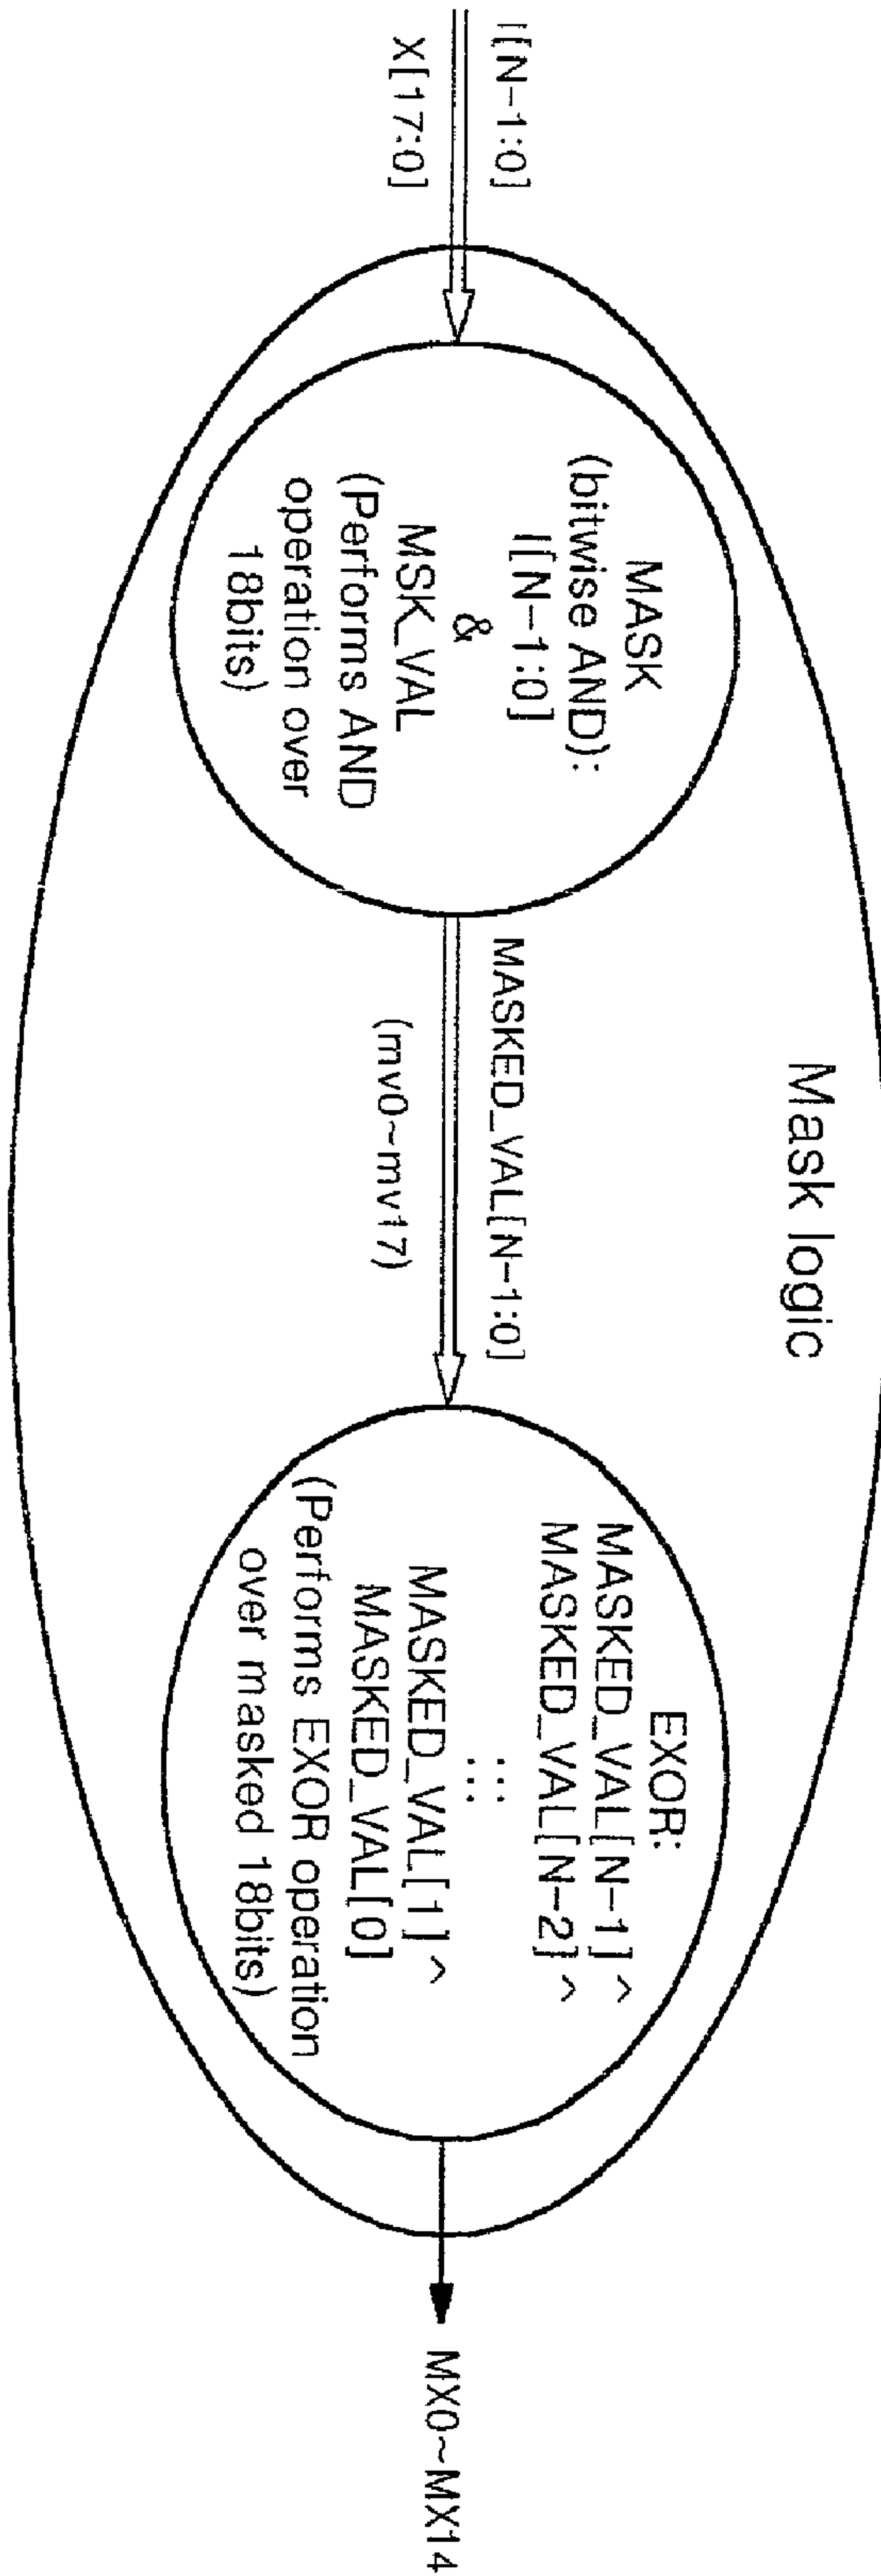 Mask logic
I[N-1:0]
X[17:0]
MASK
(bitwise AND):
I[N-1:0]
&
MSK_VAL
(Performs AND
operation over
18bits)
MASKED_VAL[N-1:0]
(mv0~mv17)
EXOR:
MASKED_VAL[N-1] ^
MASKED_VAL[N-2] ^
...
...
MASKED_VAL[1] ^
MASKED_VAL[0]
(Performs EXOR operation
over masked 18bits)
MX0~MX14